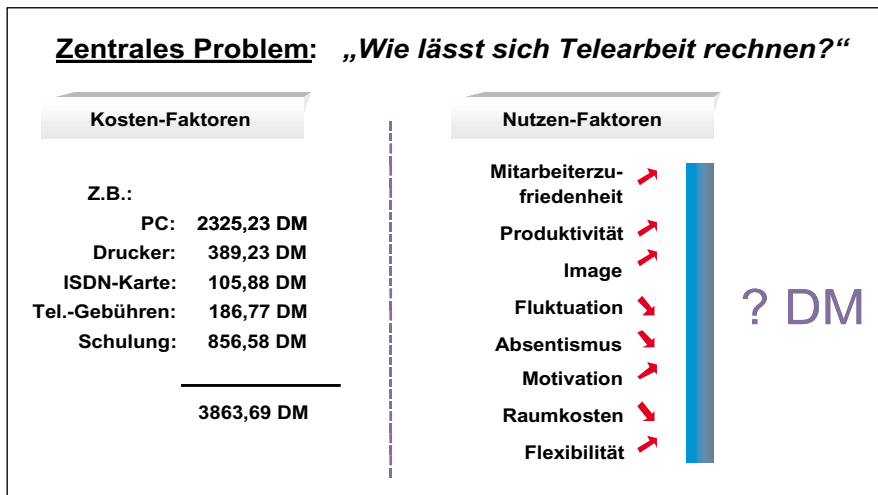 Zentrales Problem: „Wie lässt sich Telearbeit rechnen?“
Kosten-Faktoren
Z.B.:
PC: 2325,23 DM
Drucker: 389,23 DM
ISDN-Karte: 105,88 DM
Tel.-Gebühren: 186,77 DM
Schulung: 856,58 DM
3863,69 DM
Nutzen-Faktoren
Mitarbeiterzu-
friedenheit
Produktivität
Image
Fluktuation
Absentismus
Motivation
Raumkosten
Flexibilität
? DM